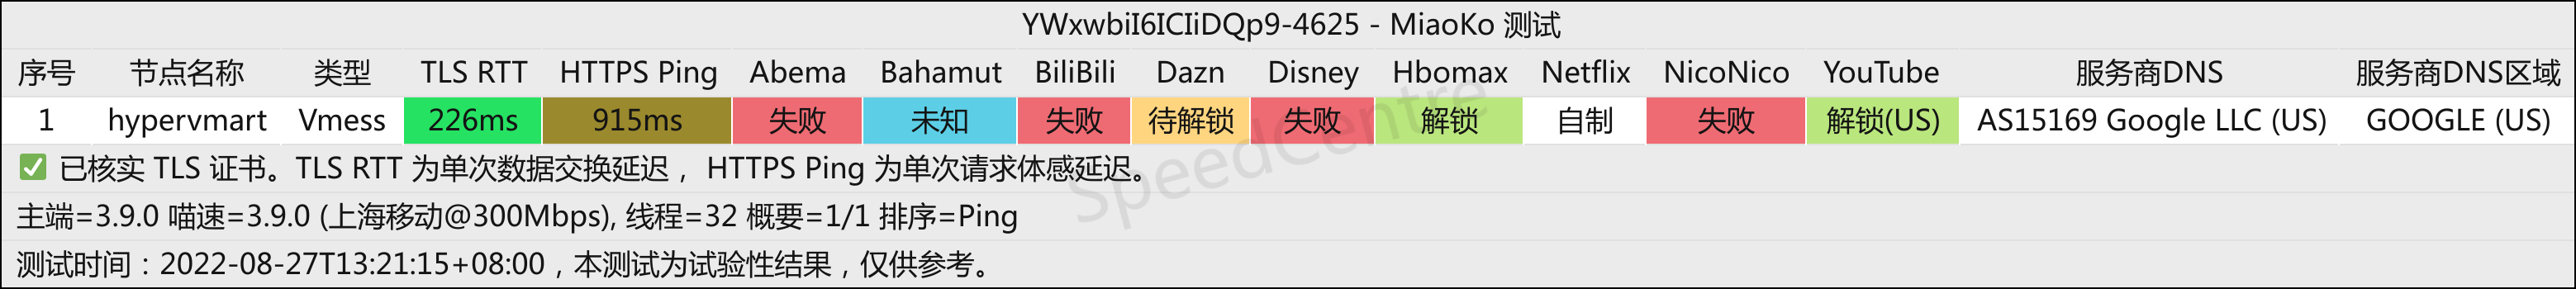 YWxwbiI6ICIiDQp9-4625 - MiaoKo 测试
序号 节点名称 类型 TLS RTT HTTPS Ping Abema Bahamut BiliBili Dazn Disney Hbomax Netflix NicoNico YouTube 服务商DNS 服务商DNS区域
1 hypervmart Vmess 226ms 915ms 失败 未知 失败 待解锁 失败 解锁 自制 失败 解锁(US) AS15169 Google LLC (US) GOOGLE (US)
✅ 已核实 TLS 证书。TLS RTT 为单次数据交换延迟， HTTPS Ping 为单次请求体感延迟。
主端=3.9.0 喵速=3.9.0 (上海移动@300Mbps), 线程=32 概要=1/1 排序=Ping
测试时间：2022-08-27T13:21:15+08:00，本测试为试验性结果，仅供参考。
SpeedCentre